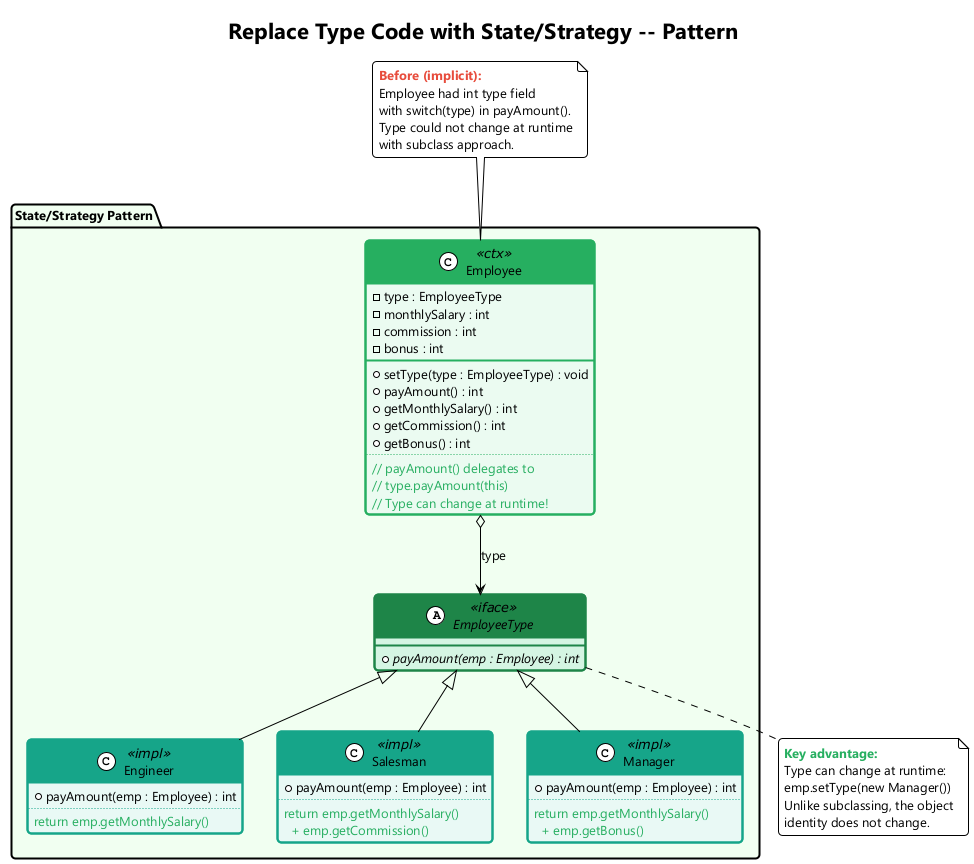 Replace Type Code with State/Strategy -- Pattern
Before (implicit):
Employee had int type field
with switch(type) in payAmount().
Type could not change at runtime
with subclass approach.
State/Strategy Pattern
C
«ctx»
Employee
type : EmployeeType
monthlySalary : int
commission : int
bonus : int
setType(type : EmployeeType) : void
payAmount() : int
getMonthlySalary() : int
getCommission() : int
getBonus() : int
// payAmount() delegates to
// type.payAmount(this)
// Type can change at runtime!
type
A
«iface»
EmployeeType
payAmount(emp : Employee) : int
C
«impl»
Engineer
payAmount(emp : Employee) : int
return emp.getMonthlySalary()
C
«impl»
Salesman
payAmount(emp : Employee) : int
return emp.getMonthlySalary()
+ emp.getCommission()
C
«impl»
Manager
payAmount(emp : Employee) : int
return emp.getMonthlySalary()
+ emp.getBonus()
Key advantage:
Type can change at runtime:
emp.setType(new Manager())
Unlike subclassing, the object
identity does not change.